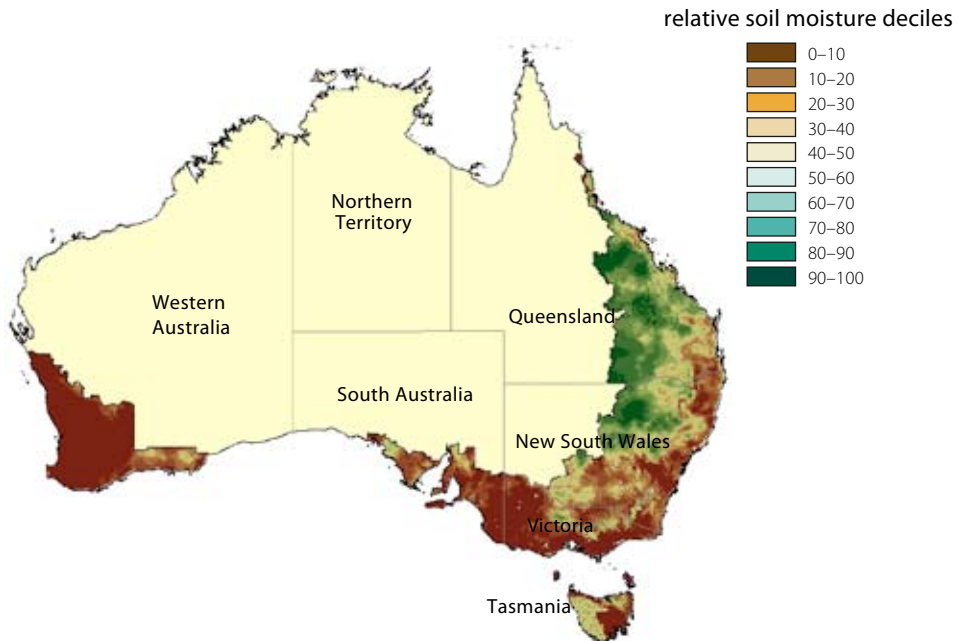 relative soil moisture deciles
0–10
10–20
20–30
30–40
40–50
50–60
60–70
70–80
80–90
90–100
Northern
Territory
Western
Australia
Queensland
South Australia
New South Wales
Victoria
Tasmania